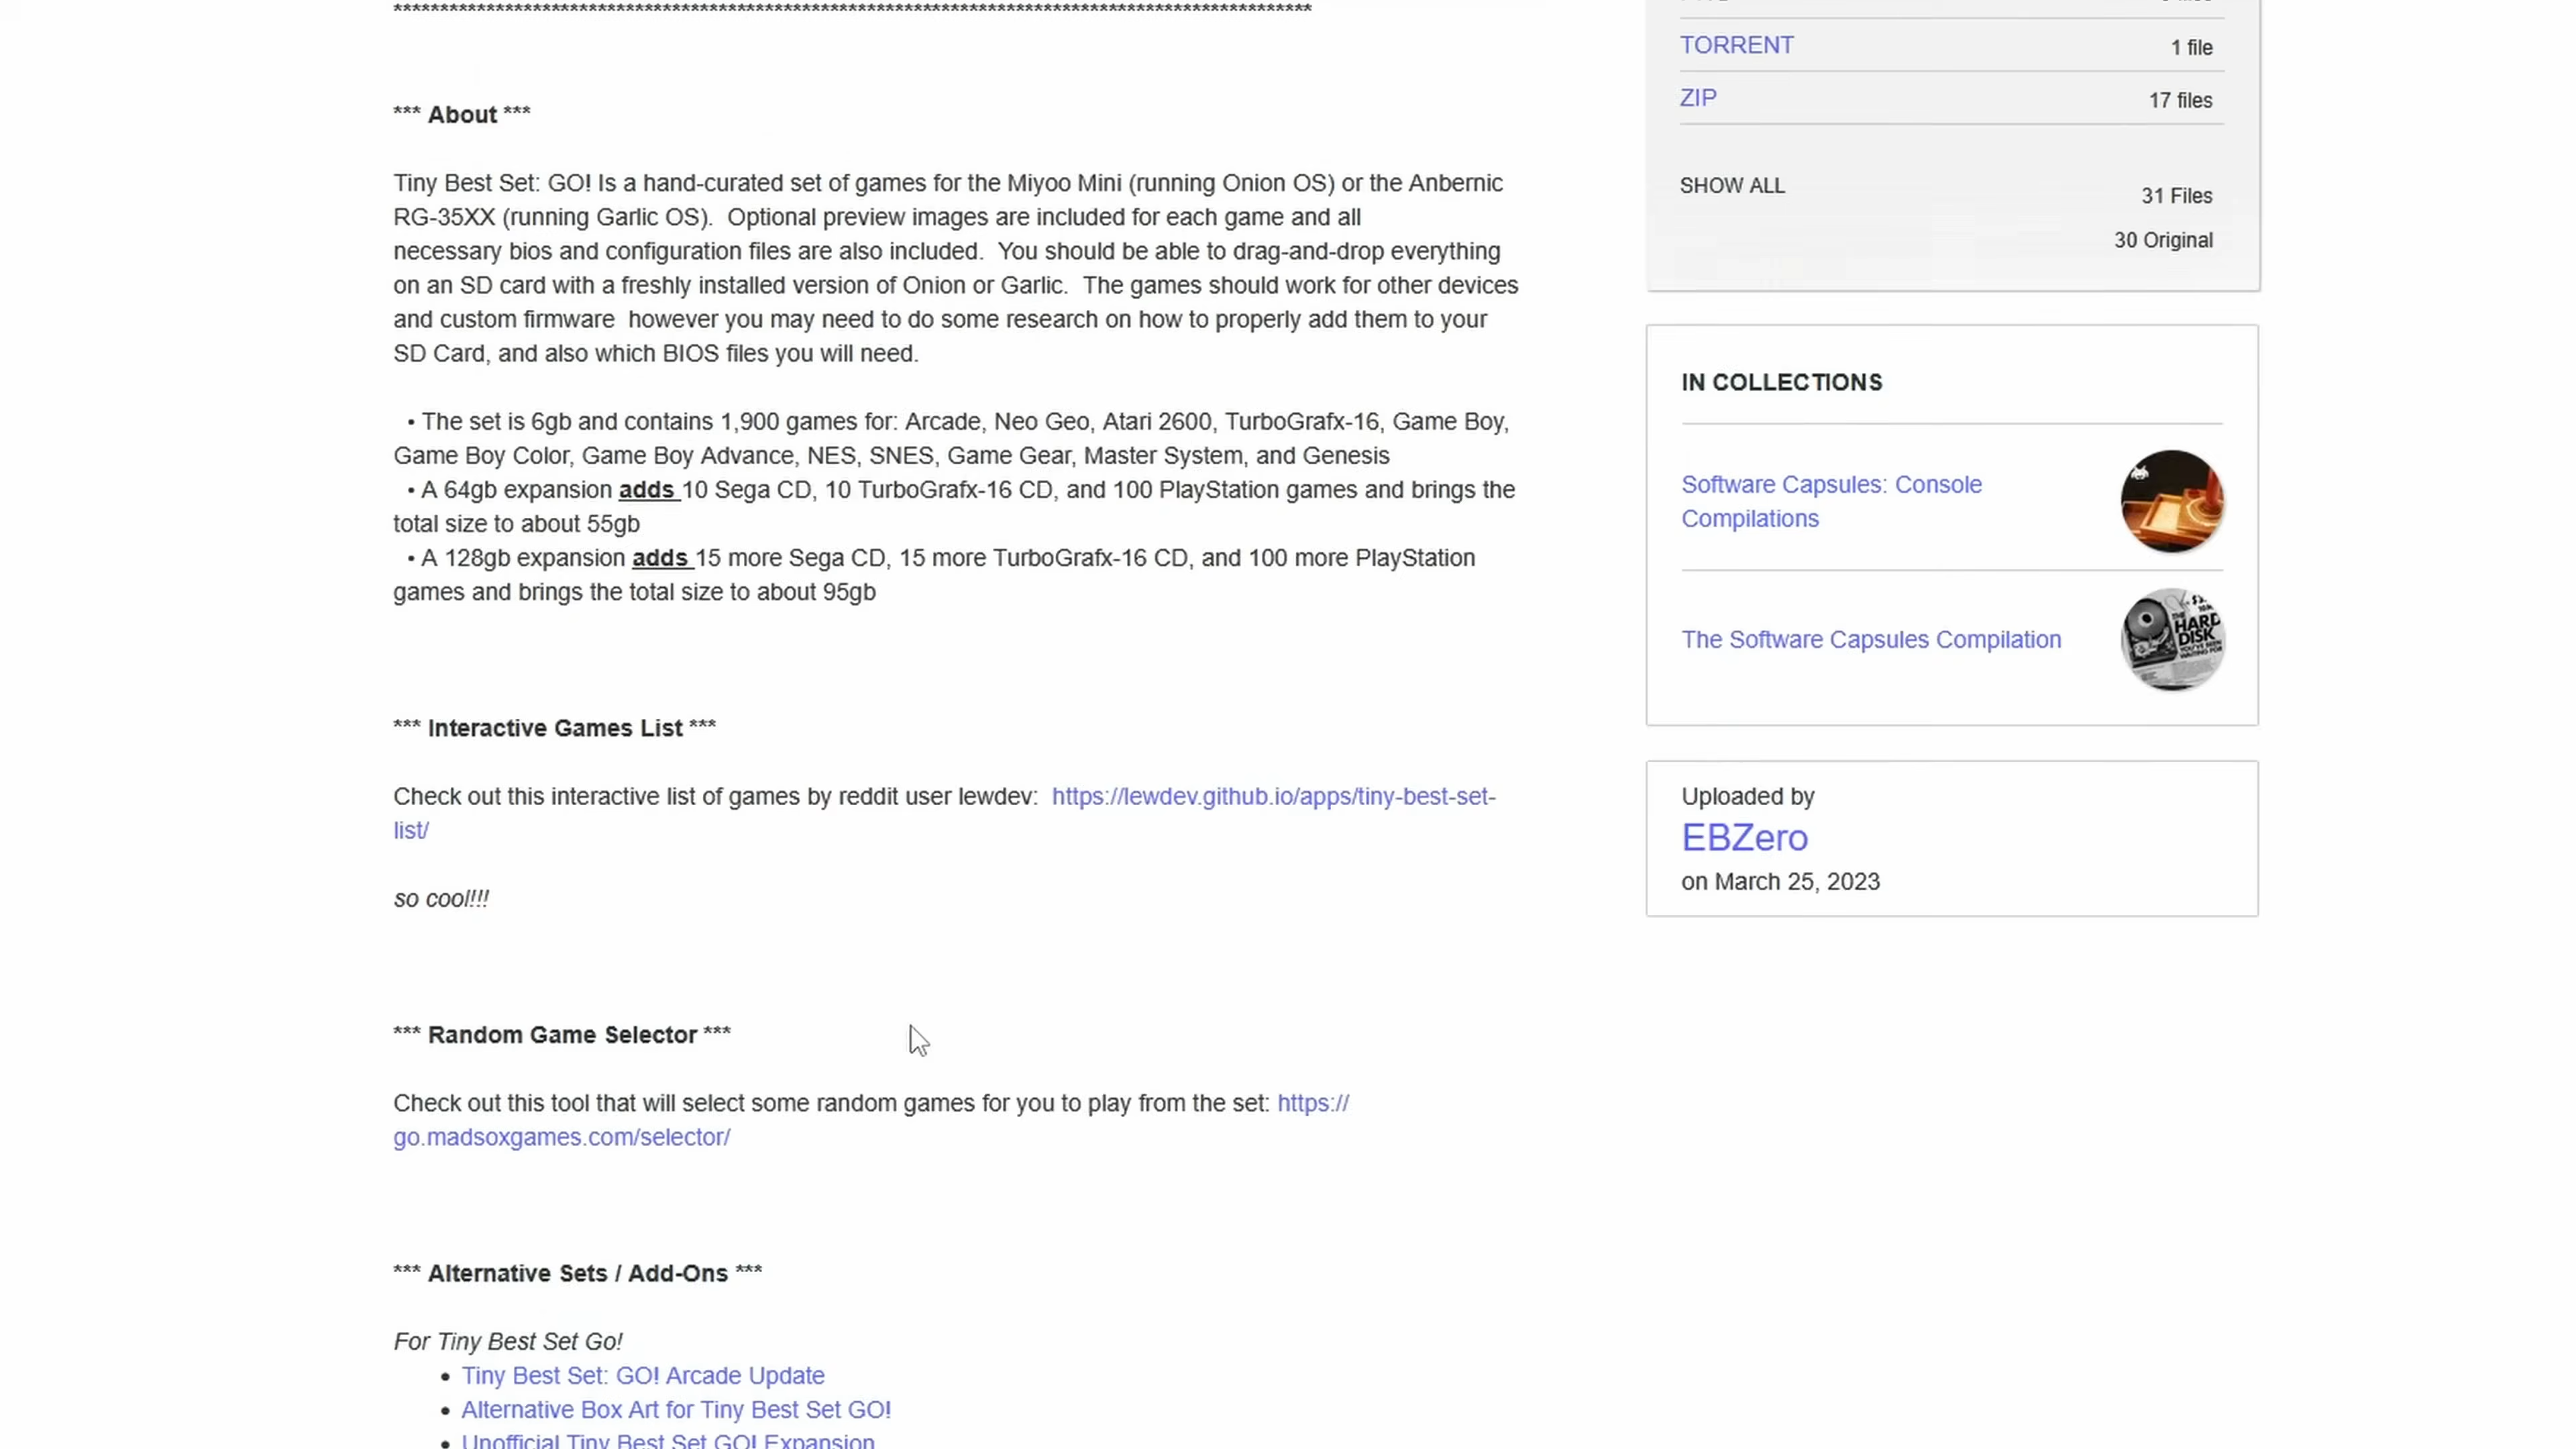 **************************************************************************************************
*** About ***
Tiny Best Set: GO! Is a hand-curated set of games for the Miyoo Mini (running Onion OS) or the Anbernic
RG-35XX (running Garlic OS).  Optional preview images are included for each game and all
necessary bios and configuration files are also included.  You should be able to drag-and-drop everything
on an SD card with a freshly installed version of Onion or Garlic.  The games should work for other devices
and custom firmware  however you may need to do some research on how to properly add them to your
SD Card, and also which BIOS files you will need.
• The set is 6gb and contains 1,900 games for: Arcade, Neo Geo, Atari 2600, TurboGrafx-16, Game Boy,
Game Boy Color, Game Boy Advance, NES, SNES, Game Gear, Master System, and Genesis
• A 64gb expansion adds 10 Sega CD, 10 TurboGrafx-16 CD, and 100 PlayStation games and brings the
total size to about 55gb
• A 128gb expansion adds 15 more Sega CD, 15 more TurboGrafx-16 CD, and 100 more PlayStation
games and brings the total size to about 95gb
*** Interactive Games List ***
Check out this interactive list of games by reddit user lewdev:  https://lewdev.github.io/apps/tiny-best-set-
list/
so cool!!!
*** Random Game Selector ***
Check out this tool that will select some random games for you to play from the set: https://
go.madsoxgames.com/selector/
*** Alternative Sets / Add-Ons ***
For Tiny Best Set Go!
• Tiny Best Set: GO! Arcade Update
• Alternative Box Art for Tiny Best Set GO!
• Unofficial Tiny Best Set GO! Expansion
TORRENT 1 file
ZIP 17 files
SHOW ALL 31 Files
30 Original
IN COLLECTIONS
Software Capsules: Console
Compilations
The Software Capsules Compilation
THE
HARD
DISK
YOU'VE BEEN
WAITING FOR
Uploaded by
EBZero
on March 25, 2023